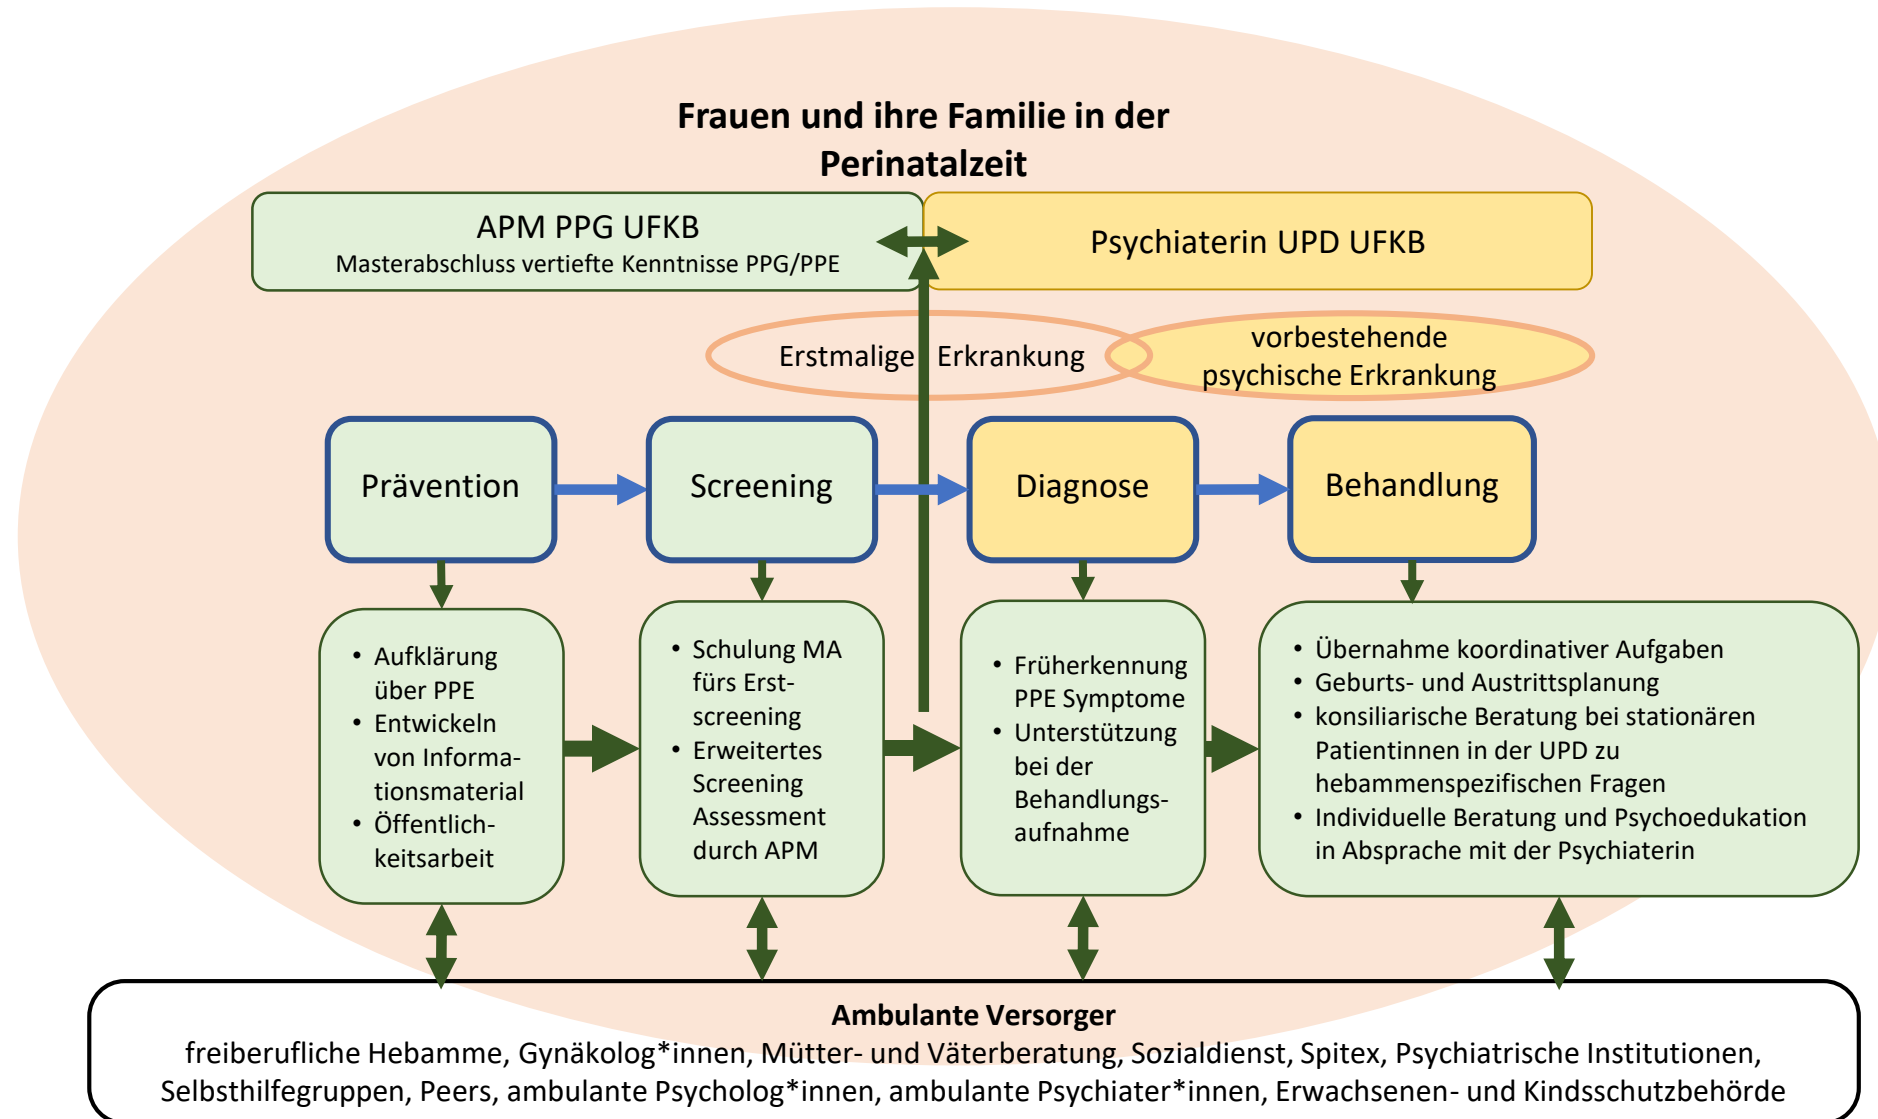 Frauen und ihre Familie in der
Perinatalzeit
APM PPG UFKB
Masterabschluss vertiefte Kenntnisse PPG/PPE
Psychiaterin UPD UFKB
Erstmalige Erkrankung
vorbestehende
psychische Erkrankung
Prävention
Screening
Diagnose
Behandlung
• Aufklärung
über PPE
• Entwickeln
von Informa-
tionsmaterial
• Öffentlich-
keitsarbeit
• Schulung MA
fürs Erst-
screening
• Erweitertes
Screening
Assessment
durch APM
• Früherkennung
PPE Symptome
• Unterstützung
bei der
Behandlungs-
aufnahme
• Übernahme koordinativer Aufgaben
• Geburts- und Austrittsplanung
• konsiliarische Beratung bei stationären
Patientinnen in der UPD zu
hebammenspezifischen Fragen
• Individuelle Beratung und Psychoedukation
in Absprache mit der Psychiaterin
Ambulante Versorger
freiberufliche Hebamme, Gynäkolog*innen, Mütter- und Väterberatung, Sozialdienst, Spitex, Psychiatrische Institutionen,
Selbsthilfegruppen, Peers, ambulante Psycholog*innen, ambulante Psychiater*innen, Erwachsenen- und Kindsschutzbehörde